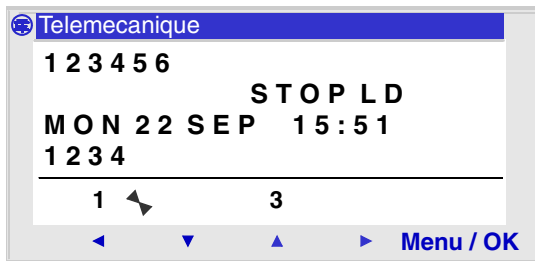 Telemecanique
123456
STOP LD
MON 22 SEP 15:51
1234
1 3
Menu / OK